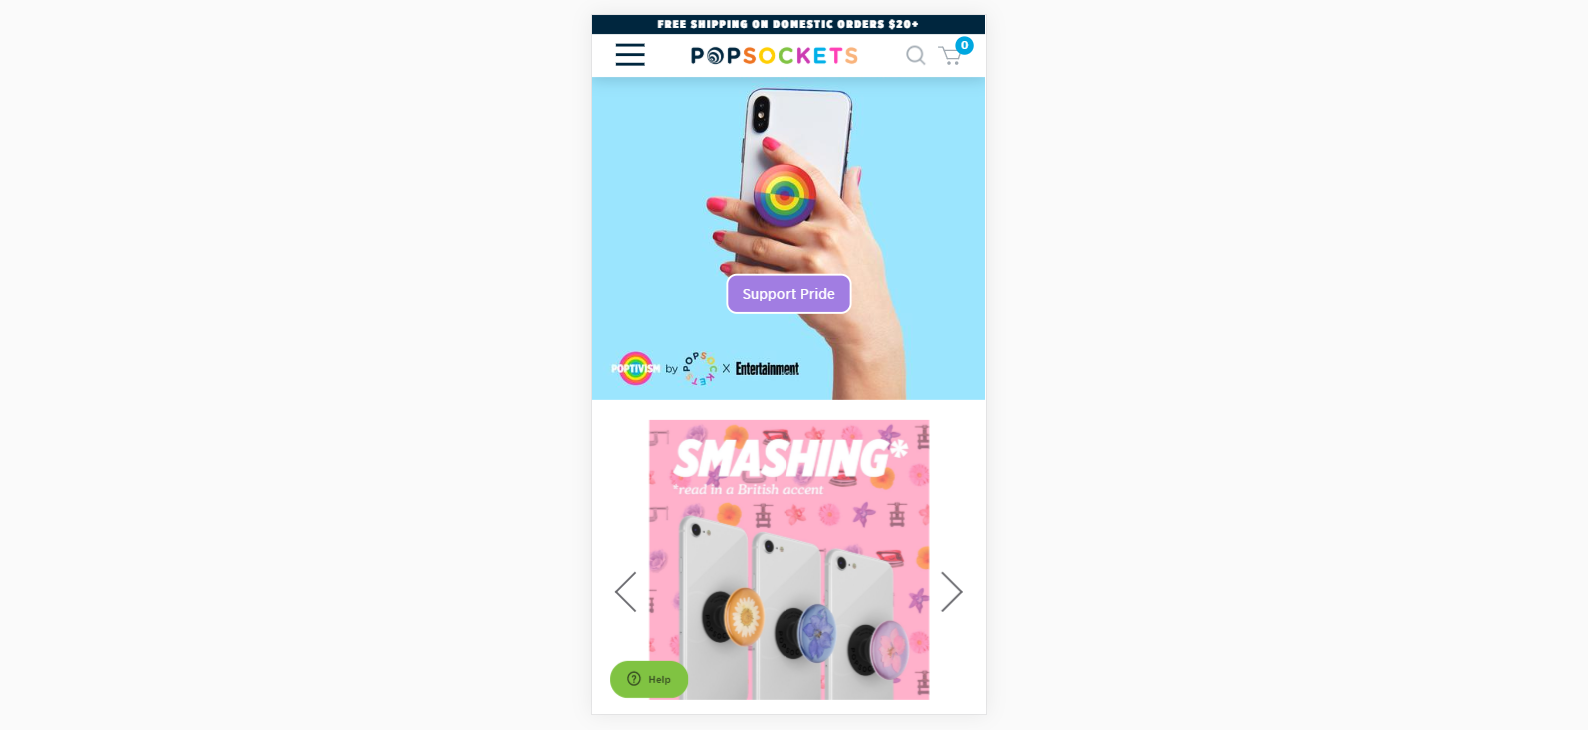 FREE SHIPPING ON DOMESTIC ORDERS $20+
POPSOCKETS
0
Support Pride
POPTIVISM by POPSOCKETS X Entertainment
SMASHING*
*read in a British accent
Help